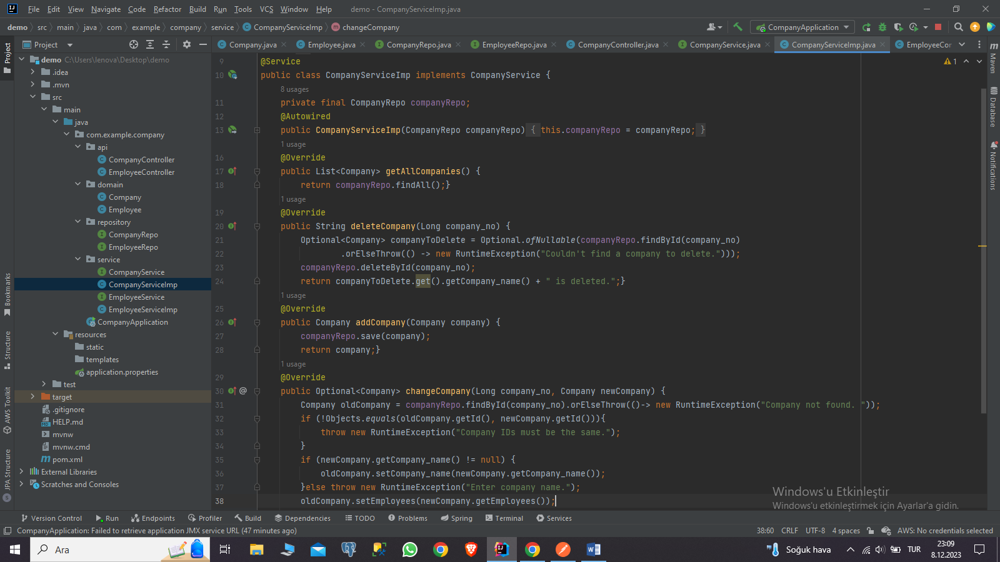 File Edit View Navigate Code Refactor Build Run Tools VCS Window Help demo - CompanyServiceImp.java
demo src main java com example company service CompanyServiceImp changeCompany CompanyApplication
Project
Company.java Employee.java CompanyRepo.java EmployeeRepo.java CompanyController.java CompanyService.java CompanyServiceImp.java EmployeeCor
demo C:\Users\lenova\Desktop\demo
.idea
.mvn
src
main
java
com.example.company
api
CompanyController
EmployeeController
domain
Company
Employee
repository
CompanyRepo
EmployeeRepo
service
CompanyService
CompanyServiceImp
EmployeeService
EmployeeServiceImp
CompanyApplication
resources
static
templates
application.properties
test
target
.gitignore
HELP.md
mvnw
mvnw.cmd
pom.xml
External Libraries
Scratches and Consoles
Project
Bookmarks
Structure
AWS Toolkit
JPA Structure
1
9 @Service
10 public class CompanyServiceImp implements CompanyService {
8 usages
11 private final CompanyRepo companyRepo;
12 @Autowired
13 public CompanyServiceImp(CompanyRepo companyRepo) { this.companyRepo = companyRepo; }
1 usage
16 @Override
17 public List<Company> getAllCompanies() {
18 return companyRepo.findAll();}
1 usage
19 @Override
20 public String deleteCompany(Long company_no) {
21 Optional<Company> companyToDelete = Optional.ofNullable(companyRepo.findById(company_no)
22 .orElseThrow(() -> new RuntimeException("Couldn't find a company to delete.")));
23 companyRepo.deleteById(company_no);
24 return companyToDelete.get().getCompany_name() + " is deleted.";}
1 usage
25 @Override
26 public Company addCompany(Company company) {
27 companyRepo.save(company);
28 return company;}
1 usage
29 @Override
30 @ public Optional<Company> changeCompany(Long company_no, Company newCompany) {
31 Company oldCompany = companyRepo.findById(company_no).orElseThrow(()-> new RuntimeException("Company not found. "));
32 if (!Objects.equals(oldCompany.getId(), newCompany.getId())){
33 throw new RuntimeException("Company IDs must be the same.");
34 }
35 if (newCompany.getCompany_name() != null) {
36 oldCompany.setCompany_name(newCompany.getCompany_name());
37 }else throw new RuntimeException("Enter company name.");
38 oldCompany.setEmployees(newCompany.getEmployees());
Maven
Database
Notifications
Windows'u Etkinleştir
Windows'u etkinleştirmek için Ayarlar'a gidin.
Version Control Run Endpoints Profiler Build Dependencies TODO Problems Spring Terminal Services
CompanyApplication: Failed to retrieve application JMX service URL (47 minutes ago) 38:60 CRLF UTF-8 4 spaces AWS: No credentials selected
Ara
Soğuk hava TUR
23:09
8.12.2023